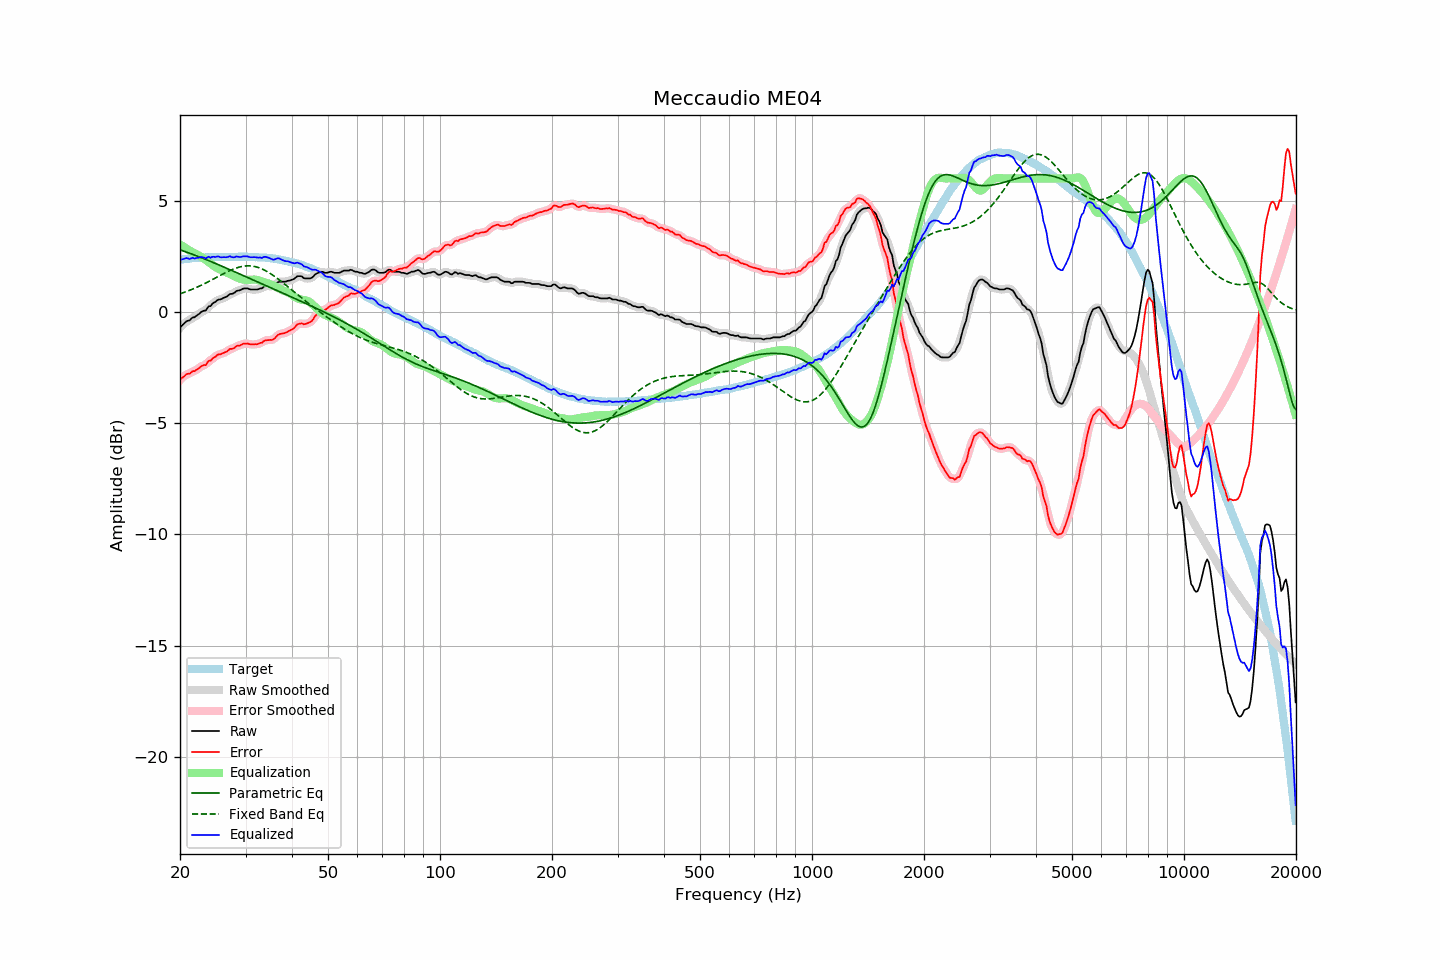 Meccaudio ME04
Amplitude (dBr)
5
0
−5
−10
−15
−20
Target
Raw Smoothed
Error Smoothed
Raw
Error
Equalization
Parametric Eq
Fixed Band Eq
Equalized
20 50 100 200 500 1000 2000 5000 10000 20000
Frequency (Hz)